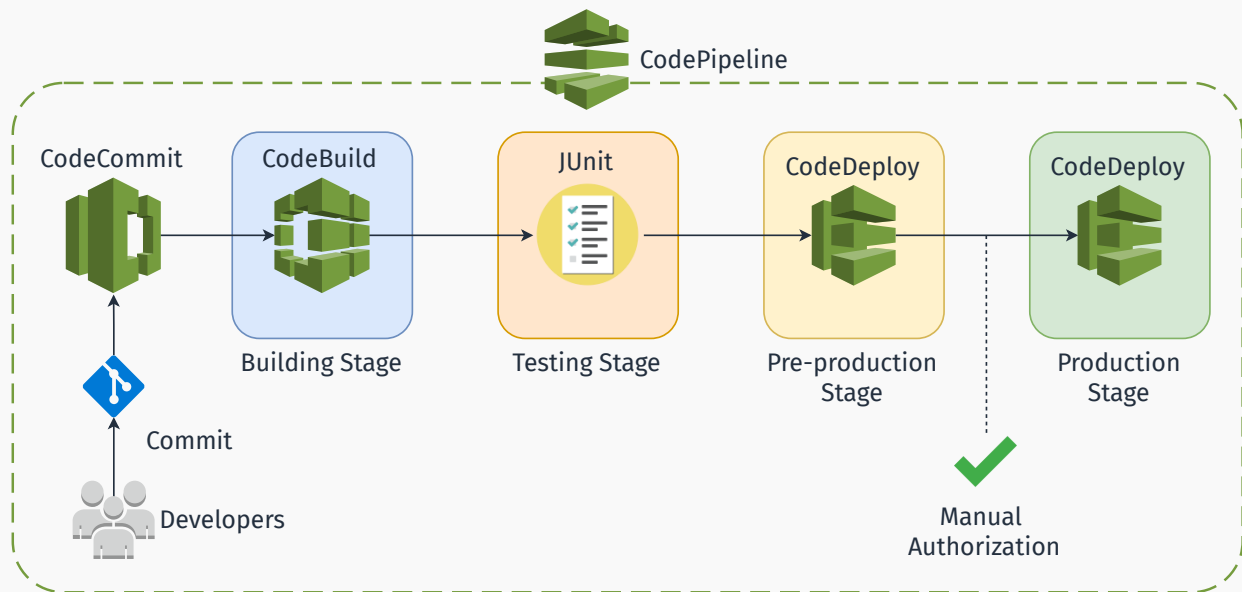 CodePipeline
CodeCommit
CodeBuild
JUnit
CodeDeploy
CodeDeploy
Building Stage
Testing Stage
Pre-production
Stage
Production
Stage
Commit
Developers
Manual
Authorization